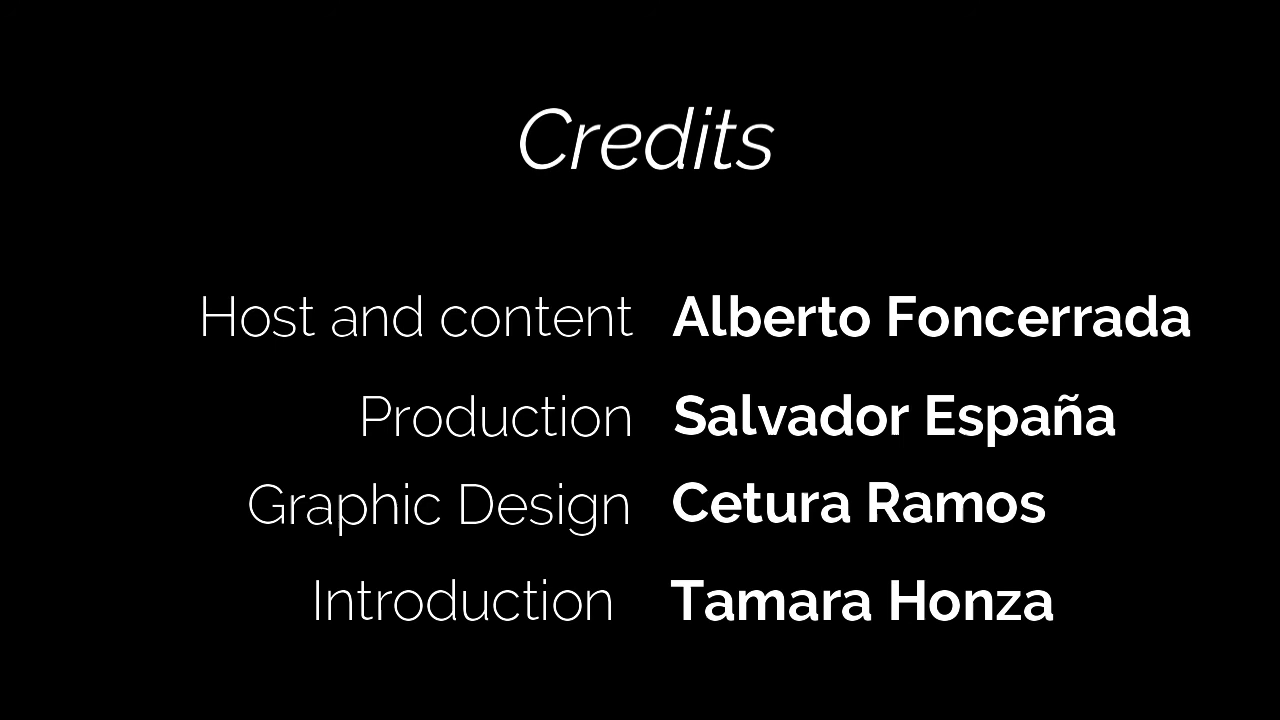 Credits
Host and content Alberto Foncerrada
Production Salvador España
Graphic Design Cetura Ramos
Introduction Tamara Honza